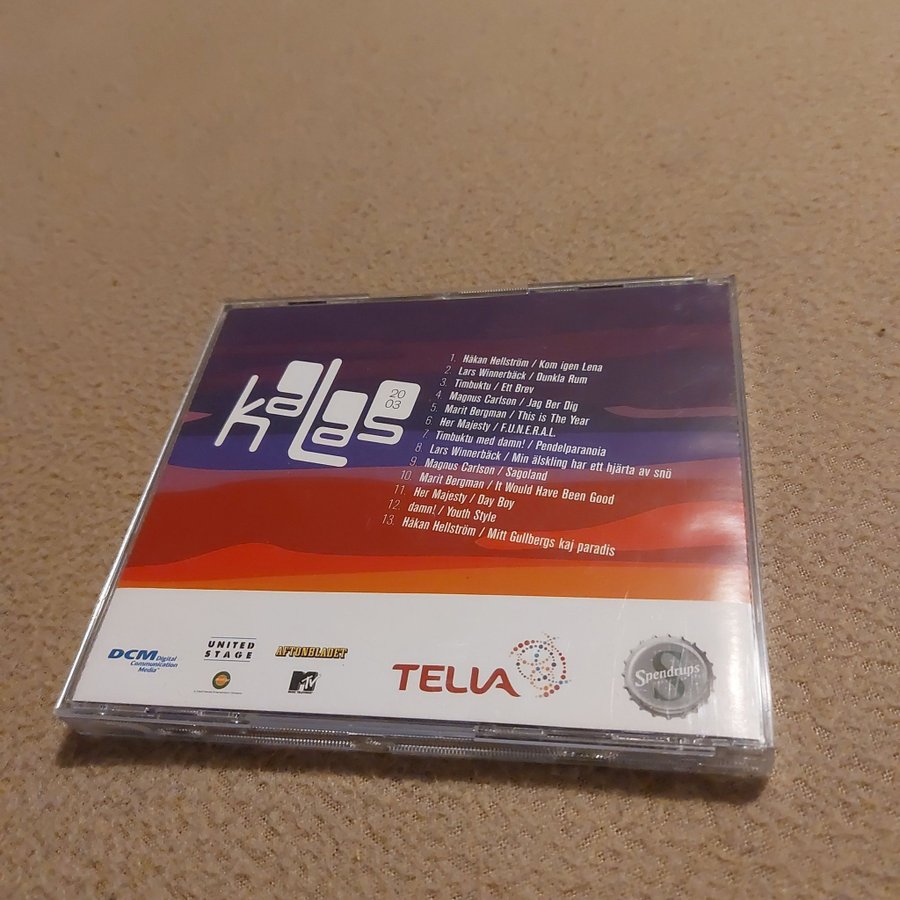 kalas
20
03
1. Håkan Hellström / Kom igen Lena
2. Lars Winnerbäck / Dunkla Rum
3. Timbuktu / Ett Brev
4. Magnus Carlson / Jag Ber Dig
5. Marit Bergman / This is The Year
6. Her Majesty / F.U.N.E.R.A.L.
7. Timbuktu med damn! / Pendelparanoia
8. Lars Winnerbäck / Min älskling har ett hjärta av snö
9. Magnus Carlson / Sagoland
10. Marit Bergman / It Would Have Been Good
11. Her Majesty / Day Boy
12. damn! / Youth Style
13. Håkan Hellström / Mitt Gullbergs kaj paradis
DCM Digital
Communication
Media
UNITED
STAGE
AFTONBLADET
MTV
MUSIC TELEVISION
TELIA
S
Spendrups